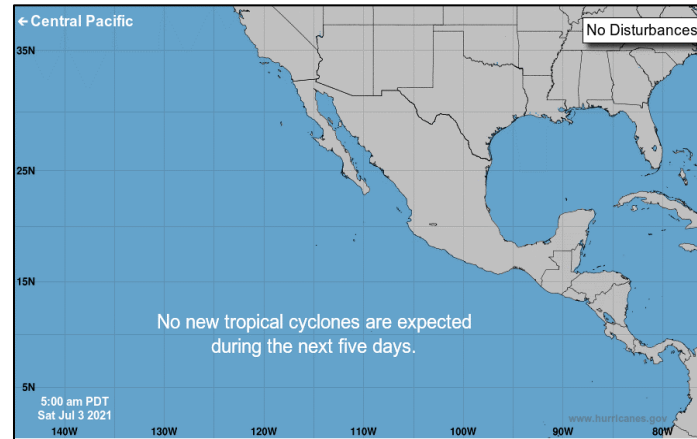 ← Central Pacific
No Disturbances
35N
25N
15N
No new tropical cyclones are expected
during the next five days.
5N
5:00 am PDT
Sat Jul 3 2021
www.hurricanes.gov
140W 130W 120W 110W 100W 90W 80W